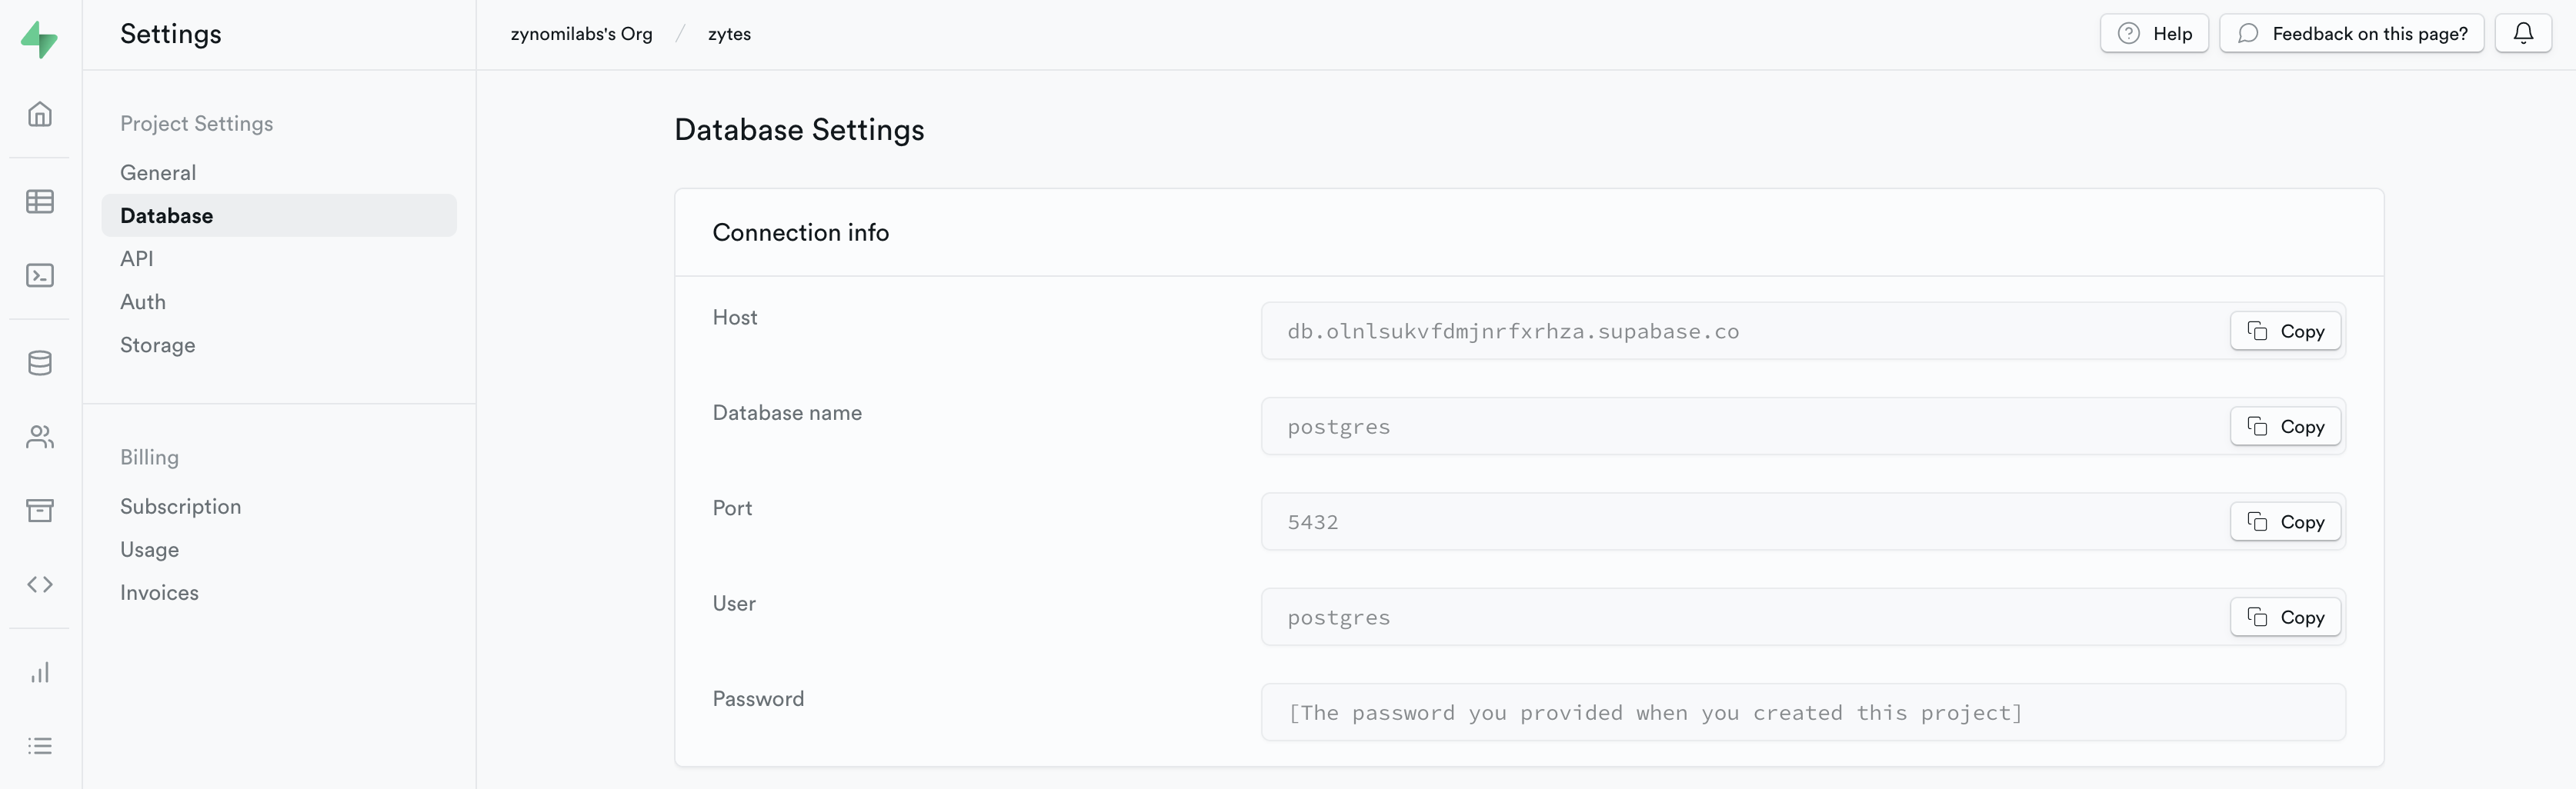 Settings
zynomilabs's Org / zytes
Help
Feedback on this page?
Project Settings
General
Database
API
Auth
Storage
Billing
Subscription
Usage
Invoices
Database Settings
Connection info
Host
db.olnlsukvfdmjnrfxrhza.supabase.co
Copy
Database name
postgres
Copy
Port
5432
Copy
User
postgres
Copy
Password
[The password you provided when you created this project]